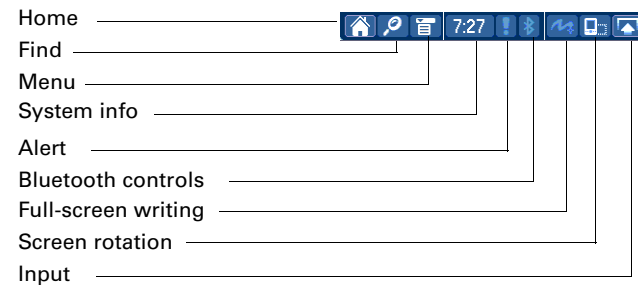 Home
7:27
Find
Menu
System info
Alert
Bluetooth controls
Full-screen writing
Screen rotation
Input